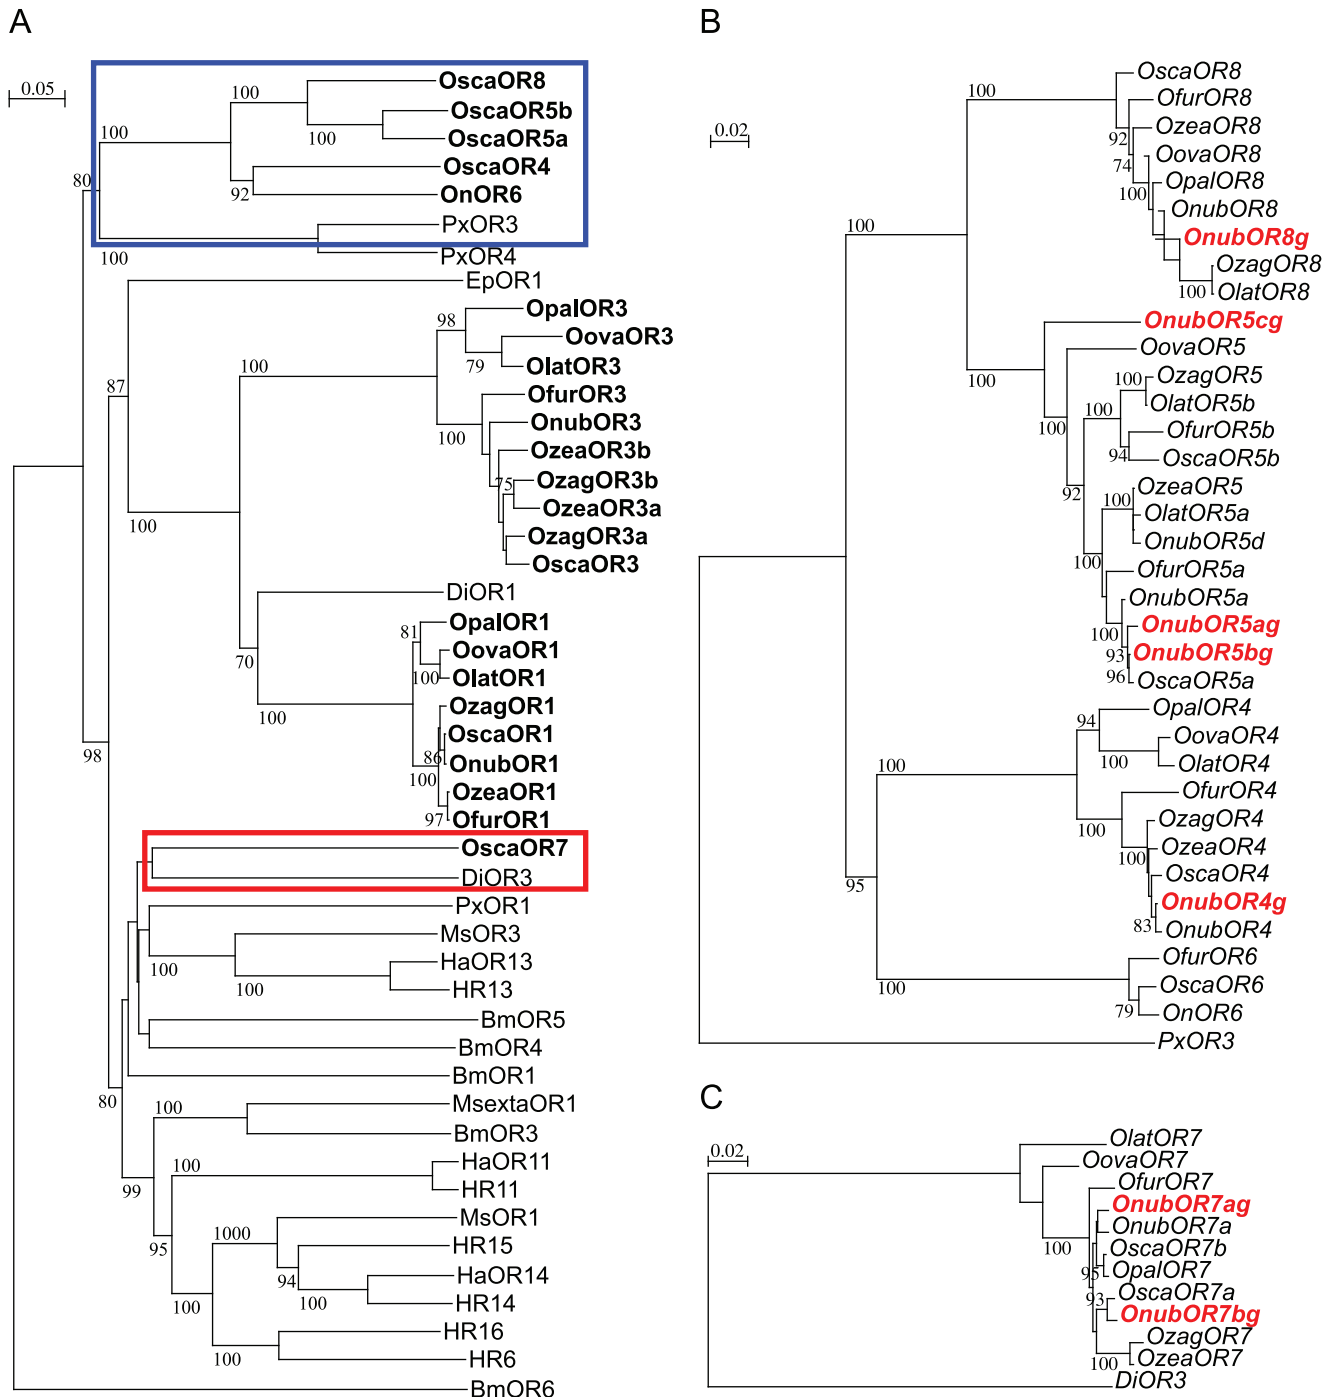 A
0.05
100
OscaOR8
OscaOR5b
100
100
OscaOR5a
OscaOR4
80
92
OnOR6
PxOR3
100
PxOR4
EpOR1
OpalOR3
98
OovaOR3
100
79
OlatOR3
87
OfurOR3
OnubOR3
100
OzeaOR3b
75
OzagOR3b
OzeaOR3a
100
OzagOR3a
OscaOR3
DiOR1
OpalOR1
81
OovaOR1
70
100
OlatOR1
100
OzagOR1
OscaOR1
98
86
OnubOR1
100
OzeaOR1
97
OfurOR1
OscaOR7
DiOR3
PxOR1
MsOR3
100
HaOR13
100
HR13
BmOR5
BmOR4
BmOR1
80
100
MsextaOR1
BmOR3
100
HaOR11
99
HR11
MsOR1
1000
95
HR15
94
HaOR14
100
100
HR14
HR16
100
HR6
BmOR6
B
0.02
OscaOR8
100
OfurOR8
OzeaOR8
92
OovaOR8
74
OpalOR8
100
OnubOR8
100
OnubOR8g
OzagOR8
100
OlatOR8
OnubOR5cg
OovaOR5
100
100
OzagOR5
OlatOR5b
100
100
OfurOR5b
94
OscaOR5b
92
OzeaOR5
100
OlatOR5a
OnubOR5d
100
OfurOR5a
OnubOR5a
100
OnubOR5ag
93
OnubOR5bg
96
OscaOR5a
94
OpalOR4
OovaOR4
100
100
OlatOR4
OfurOR4
100
OzagOR4
100
OzeaOR4
OscaOR4
95
OnubOR4g
83
OnubOR4
OfurOR6
100
OscaOR6
79
OnOR6
PxOR3
C
0.02
OlatOR7
OovaOR7
OfurOR7
OnubOR7ag
OnubOR7a
100
OscaOR7b
95
OpalOR7
OscaOR7a
93
OnubOR7bg
OzagOR7
100
OzeaOR7
DiOR3